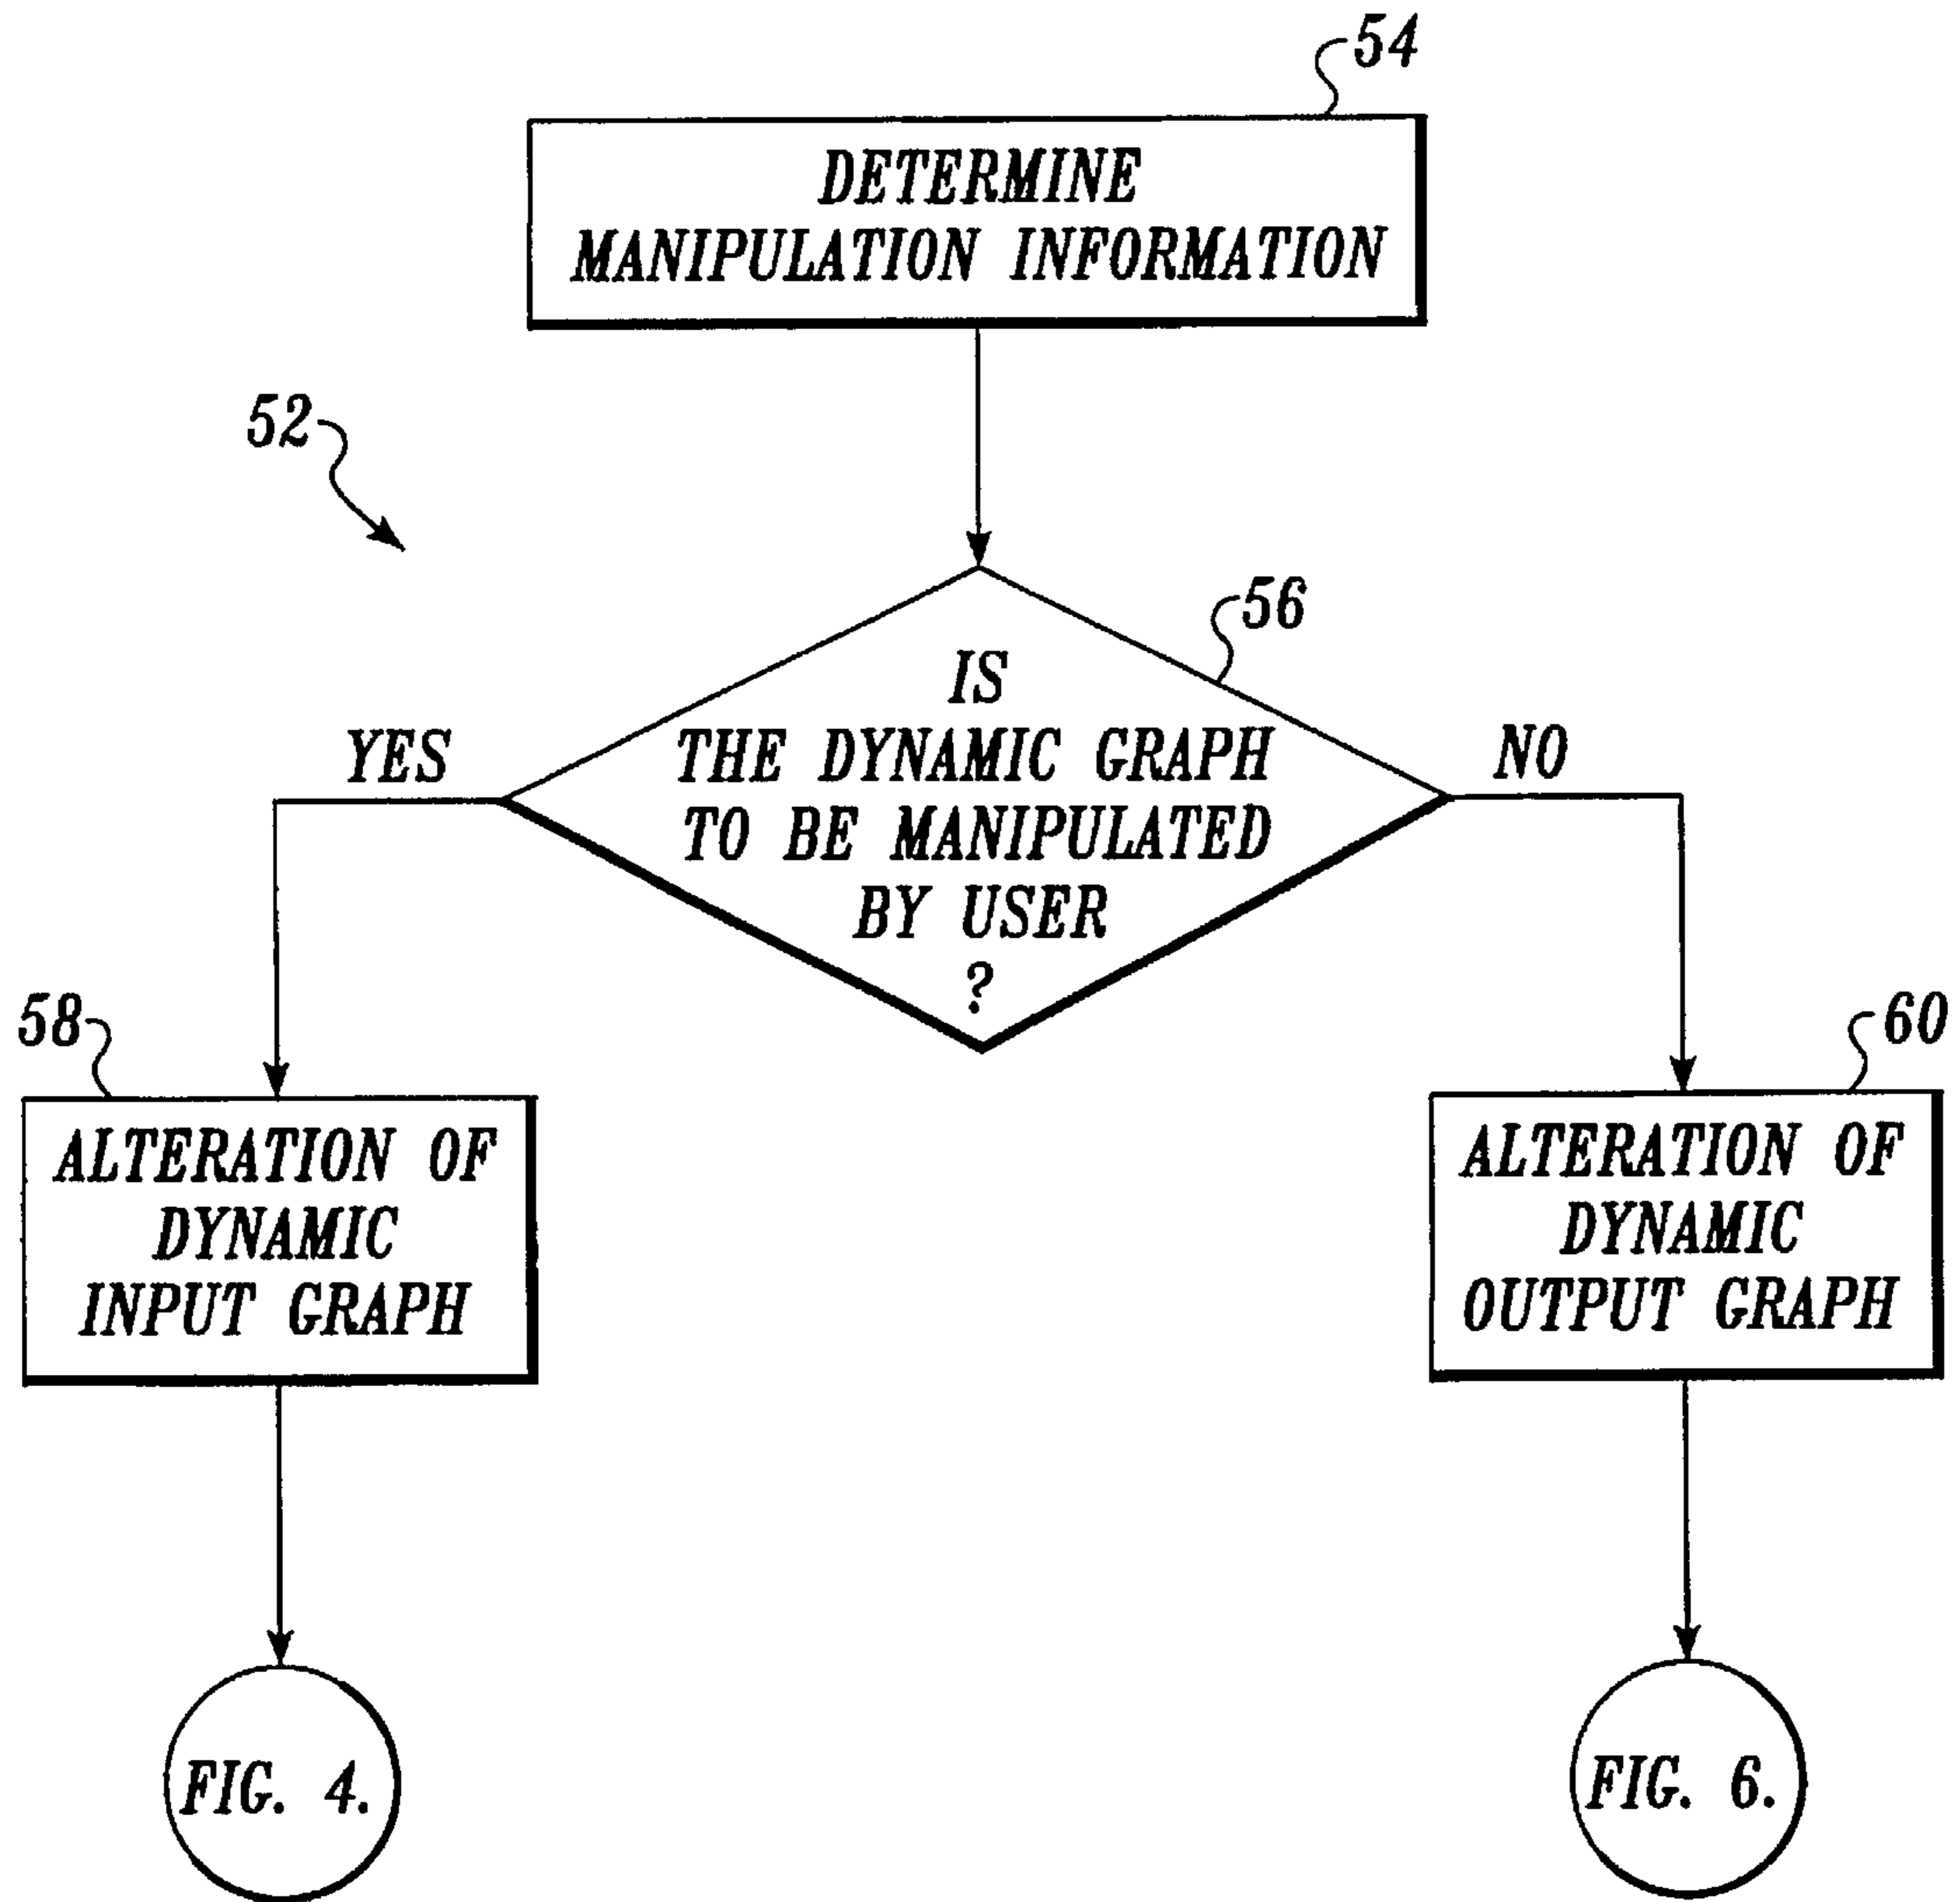 54
DETERMINE
MANIPULATION INFORMATION
52
56
IS
THE DYNAMIC GRAPH
TO BE MANIPULATED
BY USER
?
YES
NO
58
ALTERATION OF
DYNAMIC
INPUT GRAPH
60
ALTERATION OF
DYNAMIC
OUTPUT GRAPH
FIG. 4.
FIG. 6.